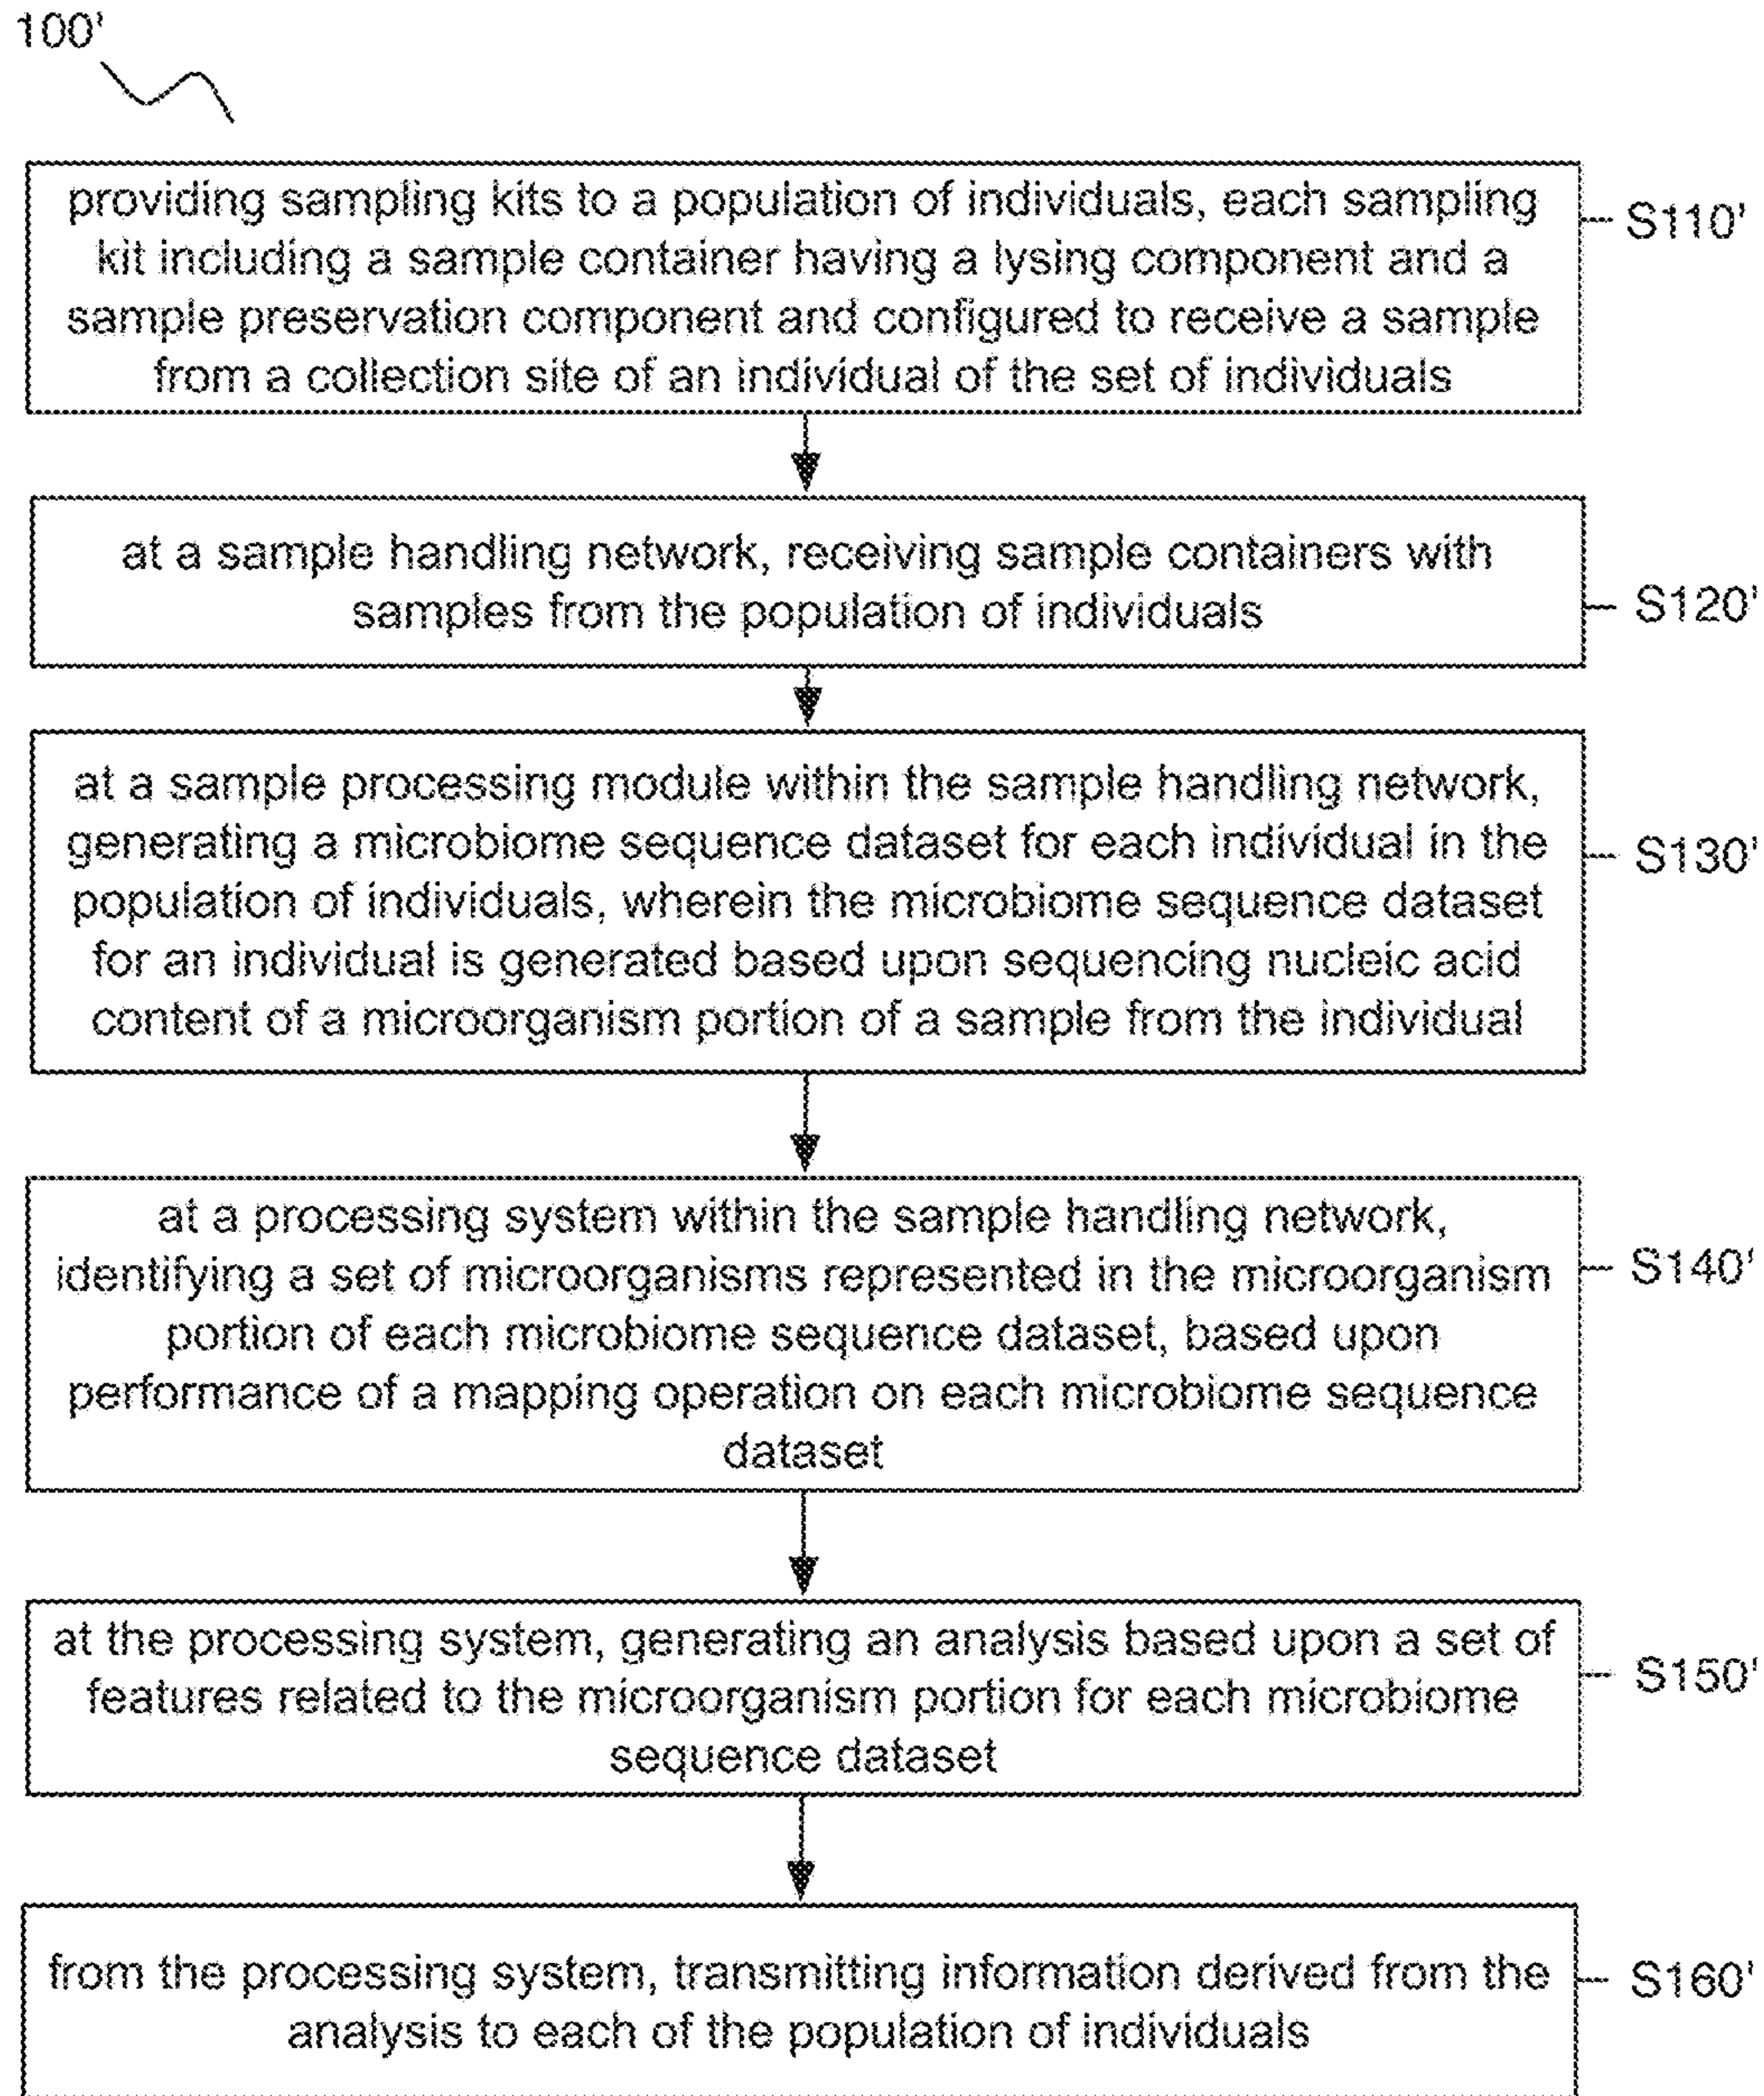 100'
providing sampling kits to a population of individuals, each sampling
kit including a sample container having a lysing component and a
sample preservation component and configured to receive a sample
from a collection site of an individual of the set of individuals
S110'
at a sample handling network, receiving sample containers with
samples from the population of individuals
S120'
at a sample processing module within the sample handling network,
generating a microbiome sequence dataset for each individual in the
population of individuals, wherein the microbiome sequence dataset
for an individual is generated based upon sequencing nucleic acid
content of a microorganism portion of a sample from the individual
S130'
at a processing system within the sample handling network,
identifying a set of microorganisms represented in the microorganism
portion of each microbiome sequence dataset, based upon
performance of a mapping operation on each microbiome sequence
dataset
S140'
at the processing system, generating an analysis based upon a set of
features related to the microorganism portion for each microbiome
sequence dataset
S150'
from the processing system, transmitting information derived from the
analysis to each of the population of individuals
S160'